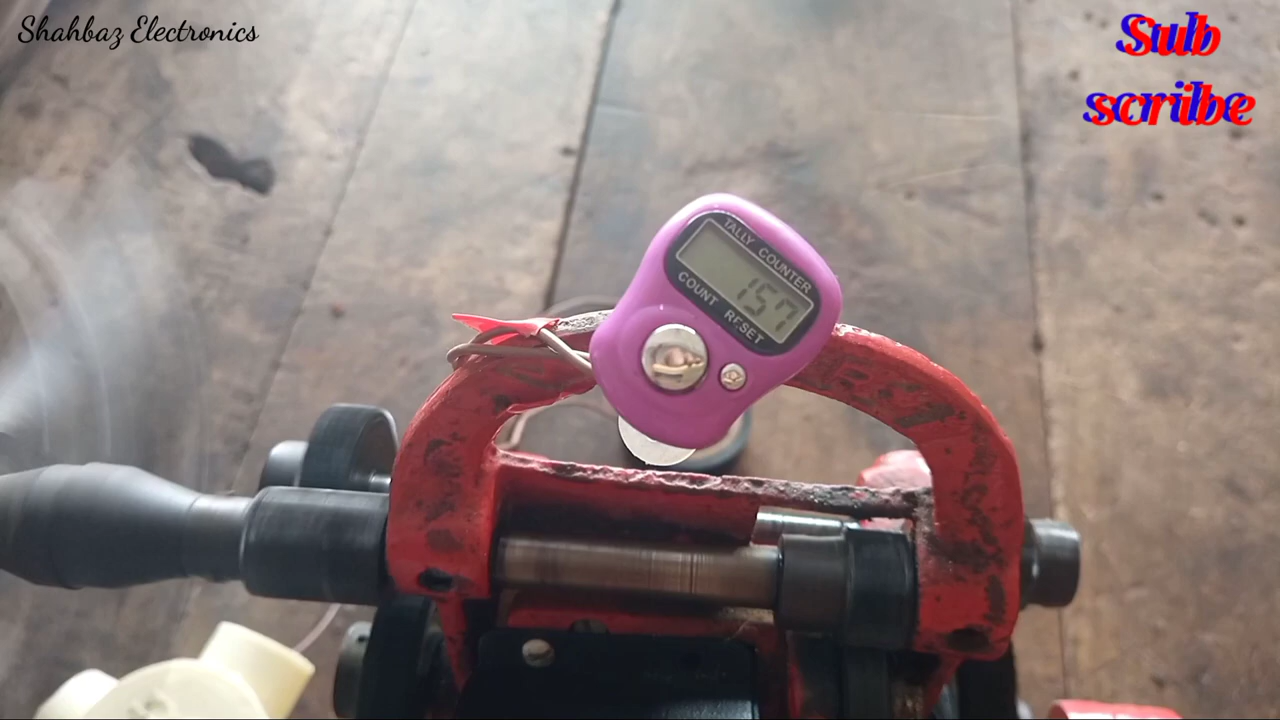 Shahbaz Electronics
Sub
scribe
TALLY COUNTER
157
COUNT RESET